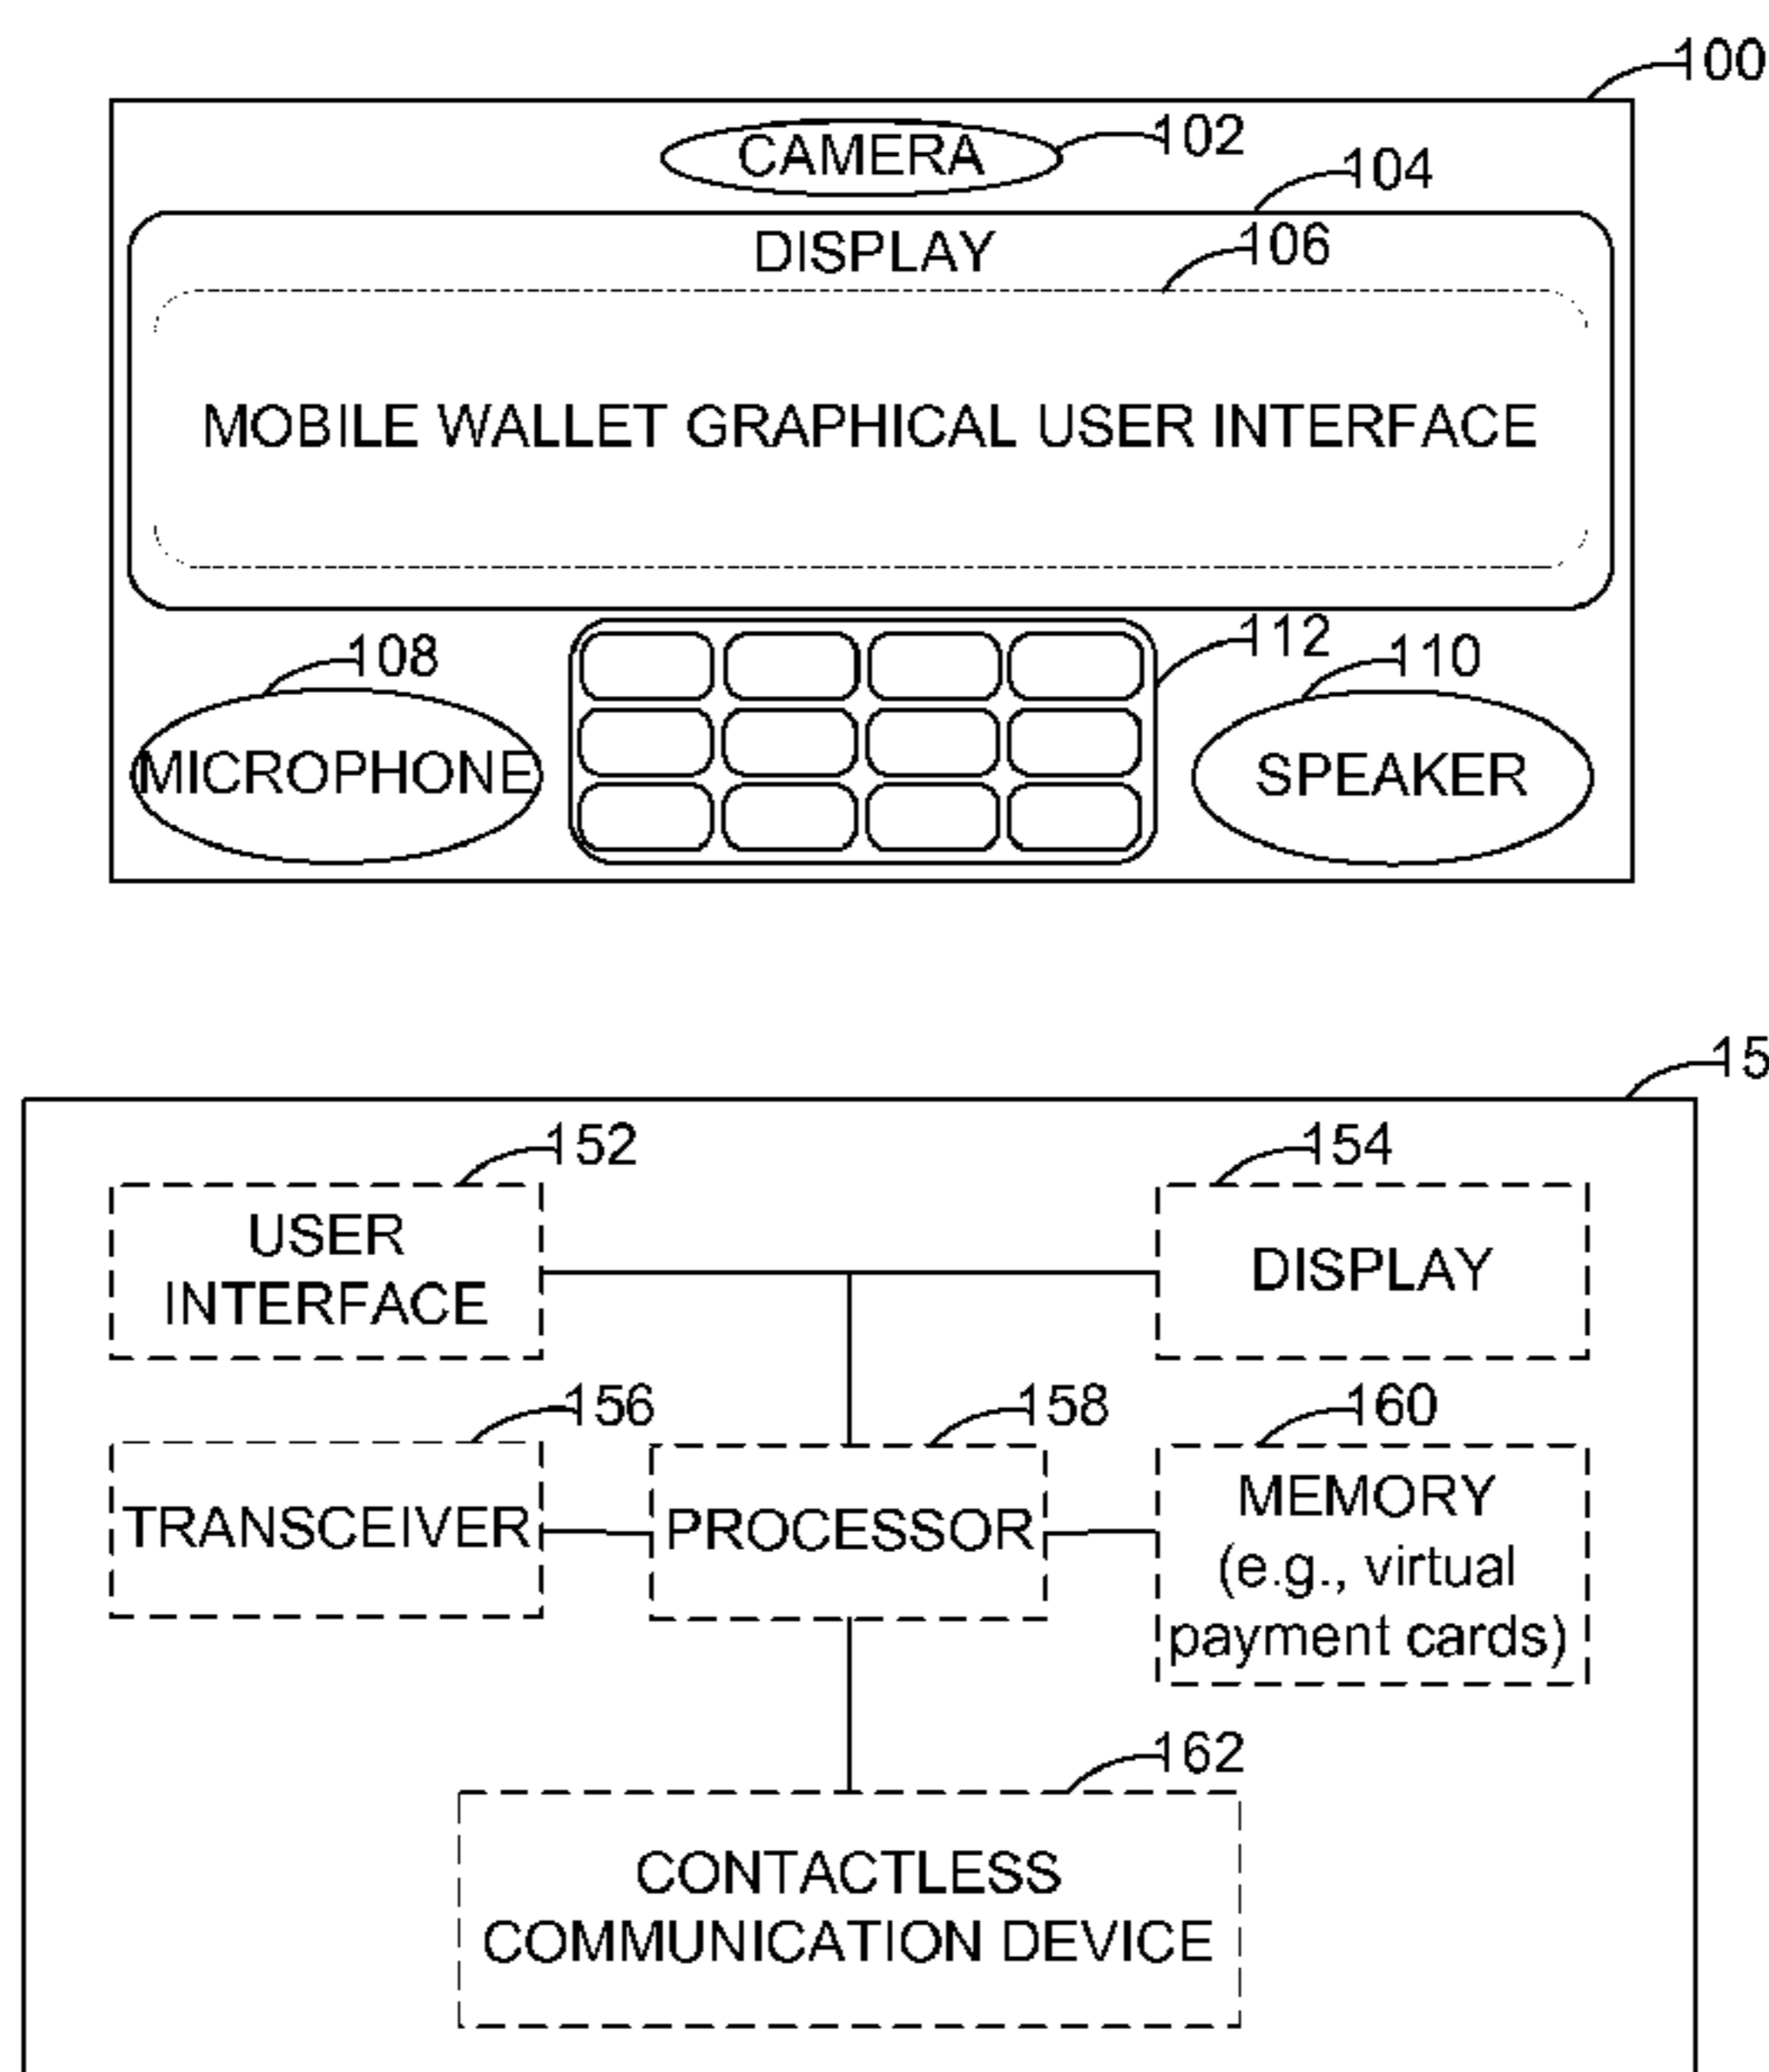 100
CAMERA
102
104
DISPLAY
106
MOBILE WALLET GRAPHICAL USER INTERFACE
108
112
110
MICROPHONE
SPEAKER
15
152
154
USER
INTERFACE
DISPLAY
156
158
160
TRANSCEIVER
PROCESSOR
MEMORY
(e.g., virtual
payment cards)
162
CONTACTLESS
COMMUNICATION DEVICE